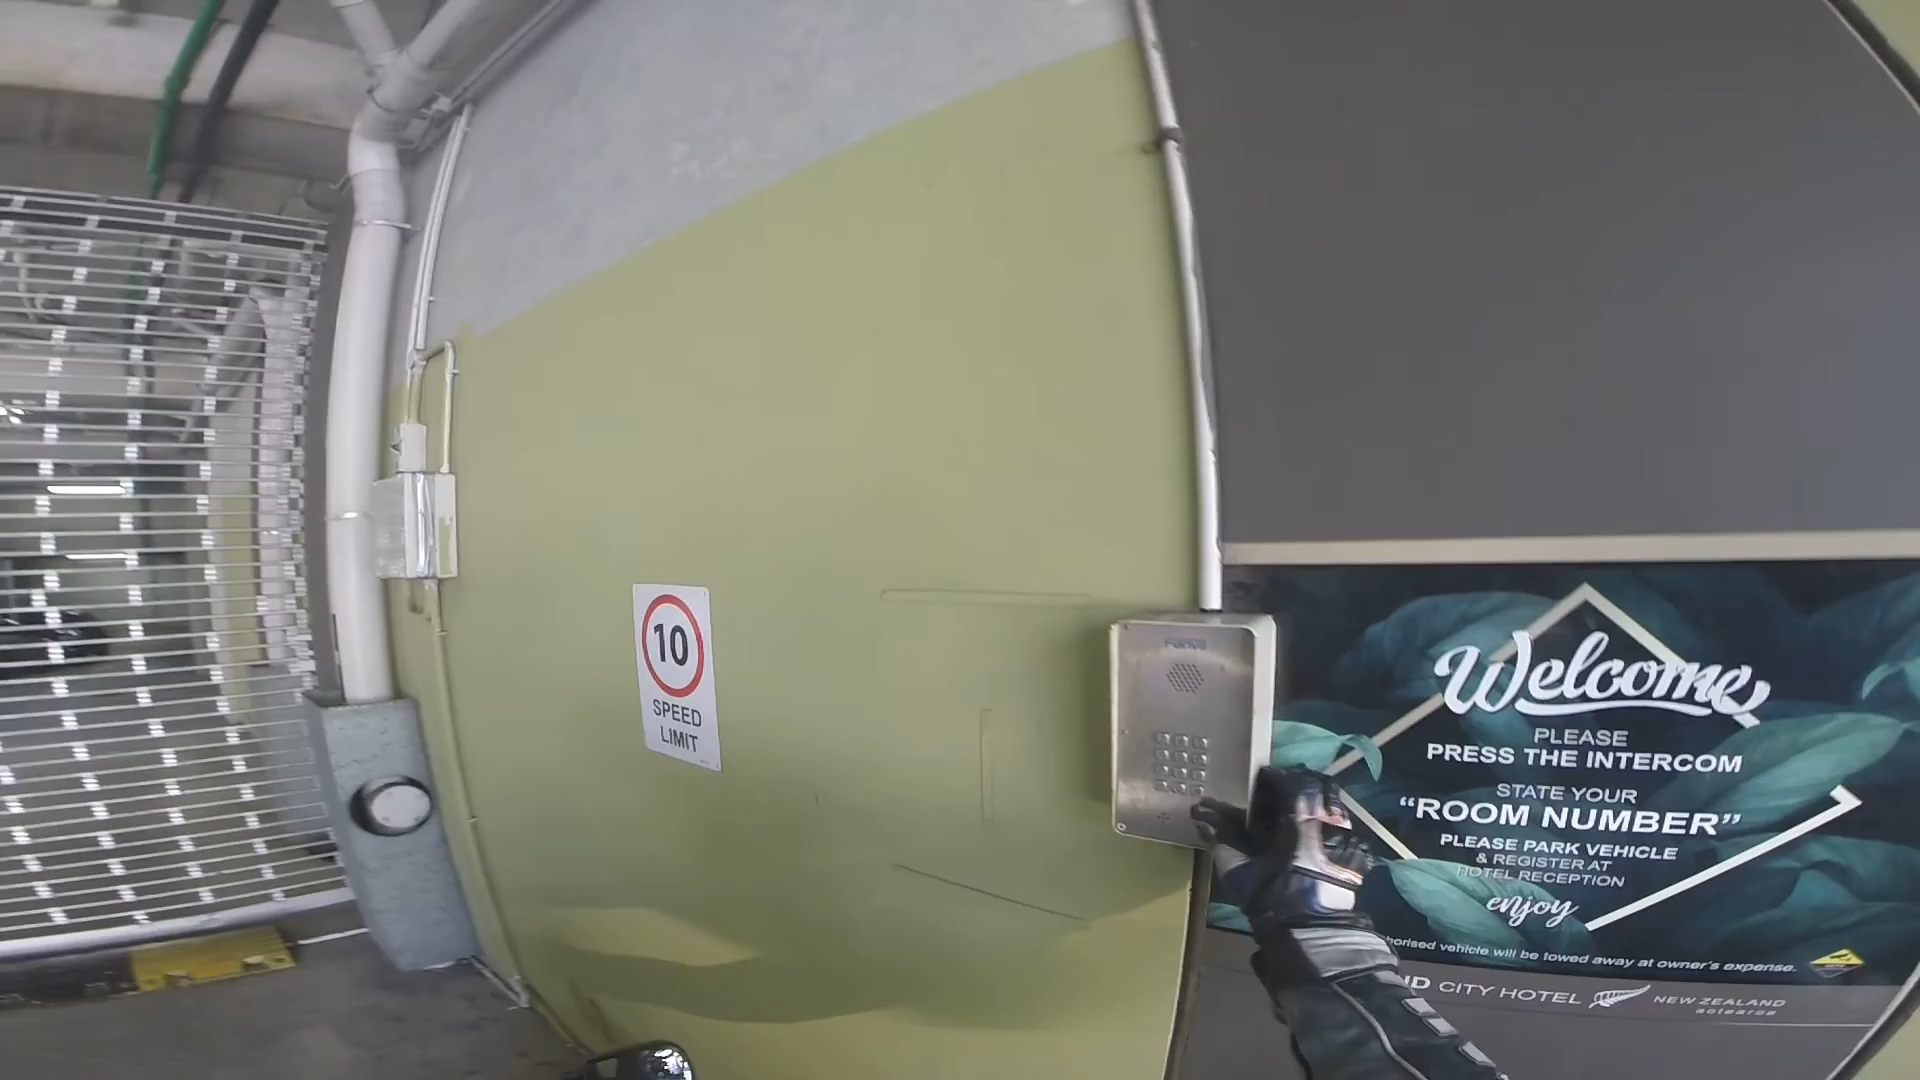 10
SPEED
LIMIT
Welcome
PLEASE
PRESS THE INTERCOM
STATE YOUR
“ROOM NUMBER”
PLEASE PARK VEHICLE
& REGISTER AT
HOTEL RECEPTION
enjoy
vehicle will be towed away at owner's expense.
CITY HOTEL
NEW ZEALAND
aotearoa